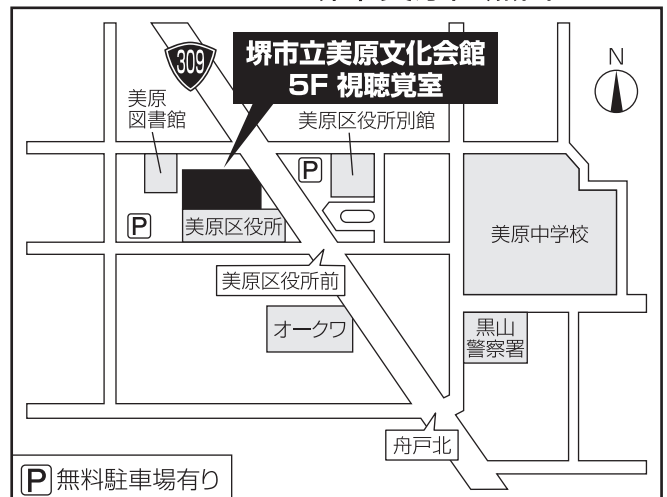 309
堺市立美原文化会館
5F 視聴覚室
N
美原
図書館
美原区役所別館
P
P
美原区役所
美原中学校
美原区役所前
オークワ
黒山
警察署
舟戸北
P 無料駐車場有り